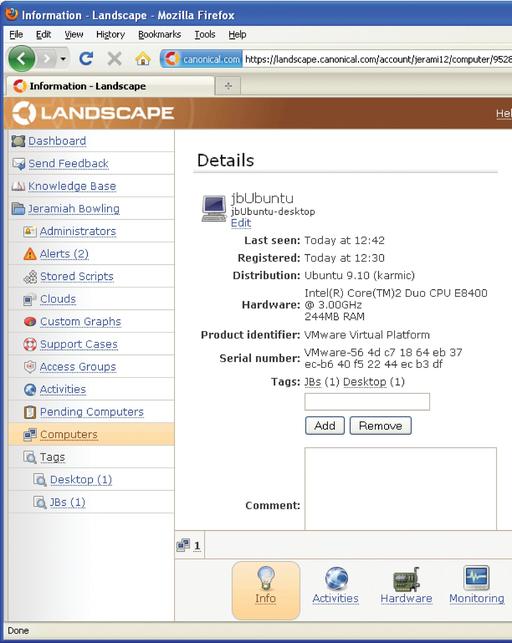 Information - Landscape - Mozilla Firefox
File Edit View History Bookmarks Tools Help
canonical.com https://landscape.canonical.com/account/jerami12/computer/9528
Information - Landscape
LANDSCAPE
Dashboard
Send Feedback
Knowledge Base
Jeramiah Bowling
Administrators
Alerts (2)
Stored Scripts
Clouds
Custom Graphs
Support Cases
Access Groups
Activities
Pending Computers
Computers
Tags
Desktop (1)
JBs (1)
Details
jbUbuntu
jbUbuntu-desktop
Edit
Last seen: Today at 12:42
Registered: Today at 12:30
Distribution: Ubuntu 9.10 (karmic)
Hardware: Intel(R) Core(TM)2 Duo CPU E8400
@ 3.00GHz
244MB RAM
Product identifier: VMware Virtual Platform
Serial number: VMware-56 4d c7 18 64 eb 37
ec-b6 40 f5 22 44 ec b3 df
Tags: JBs (1) Desktop (1)
Add Remove
Comment:
1
Info Activities Hardware Monitoring
Done